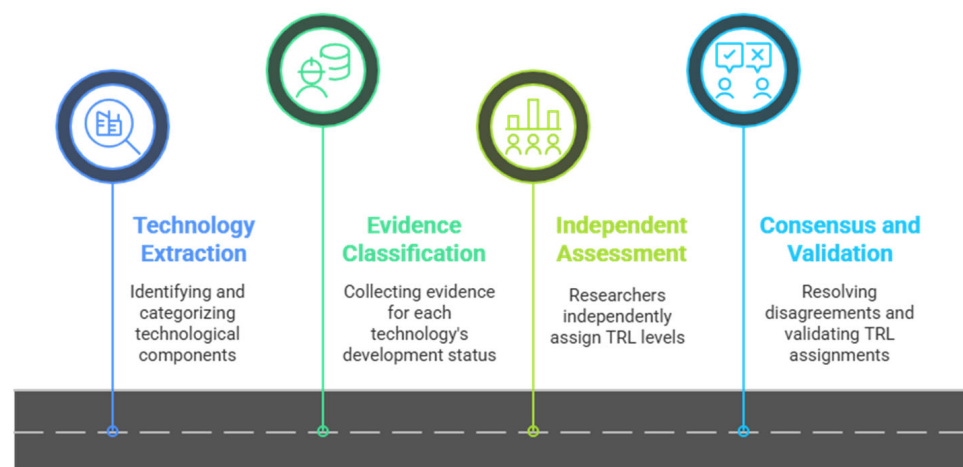 Technology
Extraction
Identifying and
categorizing
technological
components
Evidence
Classification
Collecting evidence
for each
technology's
development status
Independent
Assessment
Researchers
independently
assign TRL levels
Consensus and
Validation
Resolving
disagreements and
validating TRL
assignments